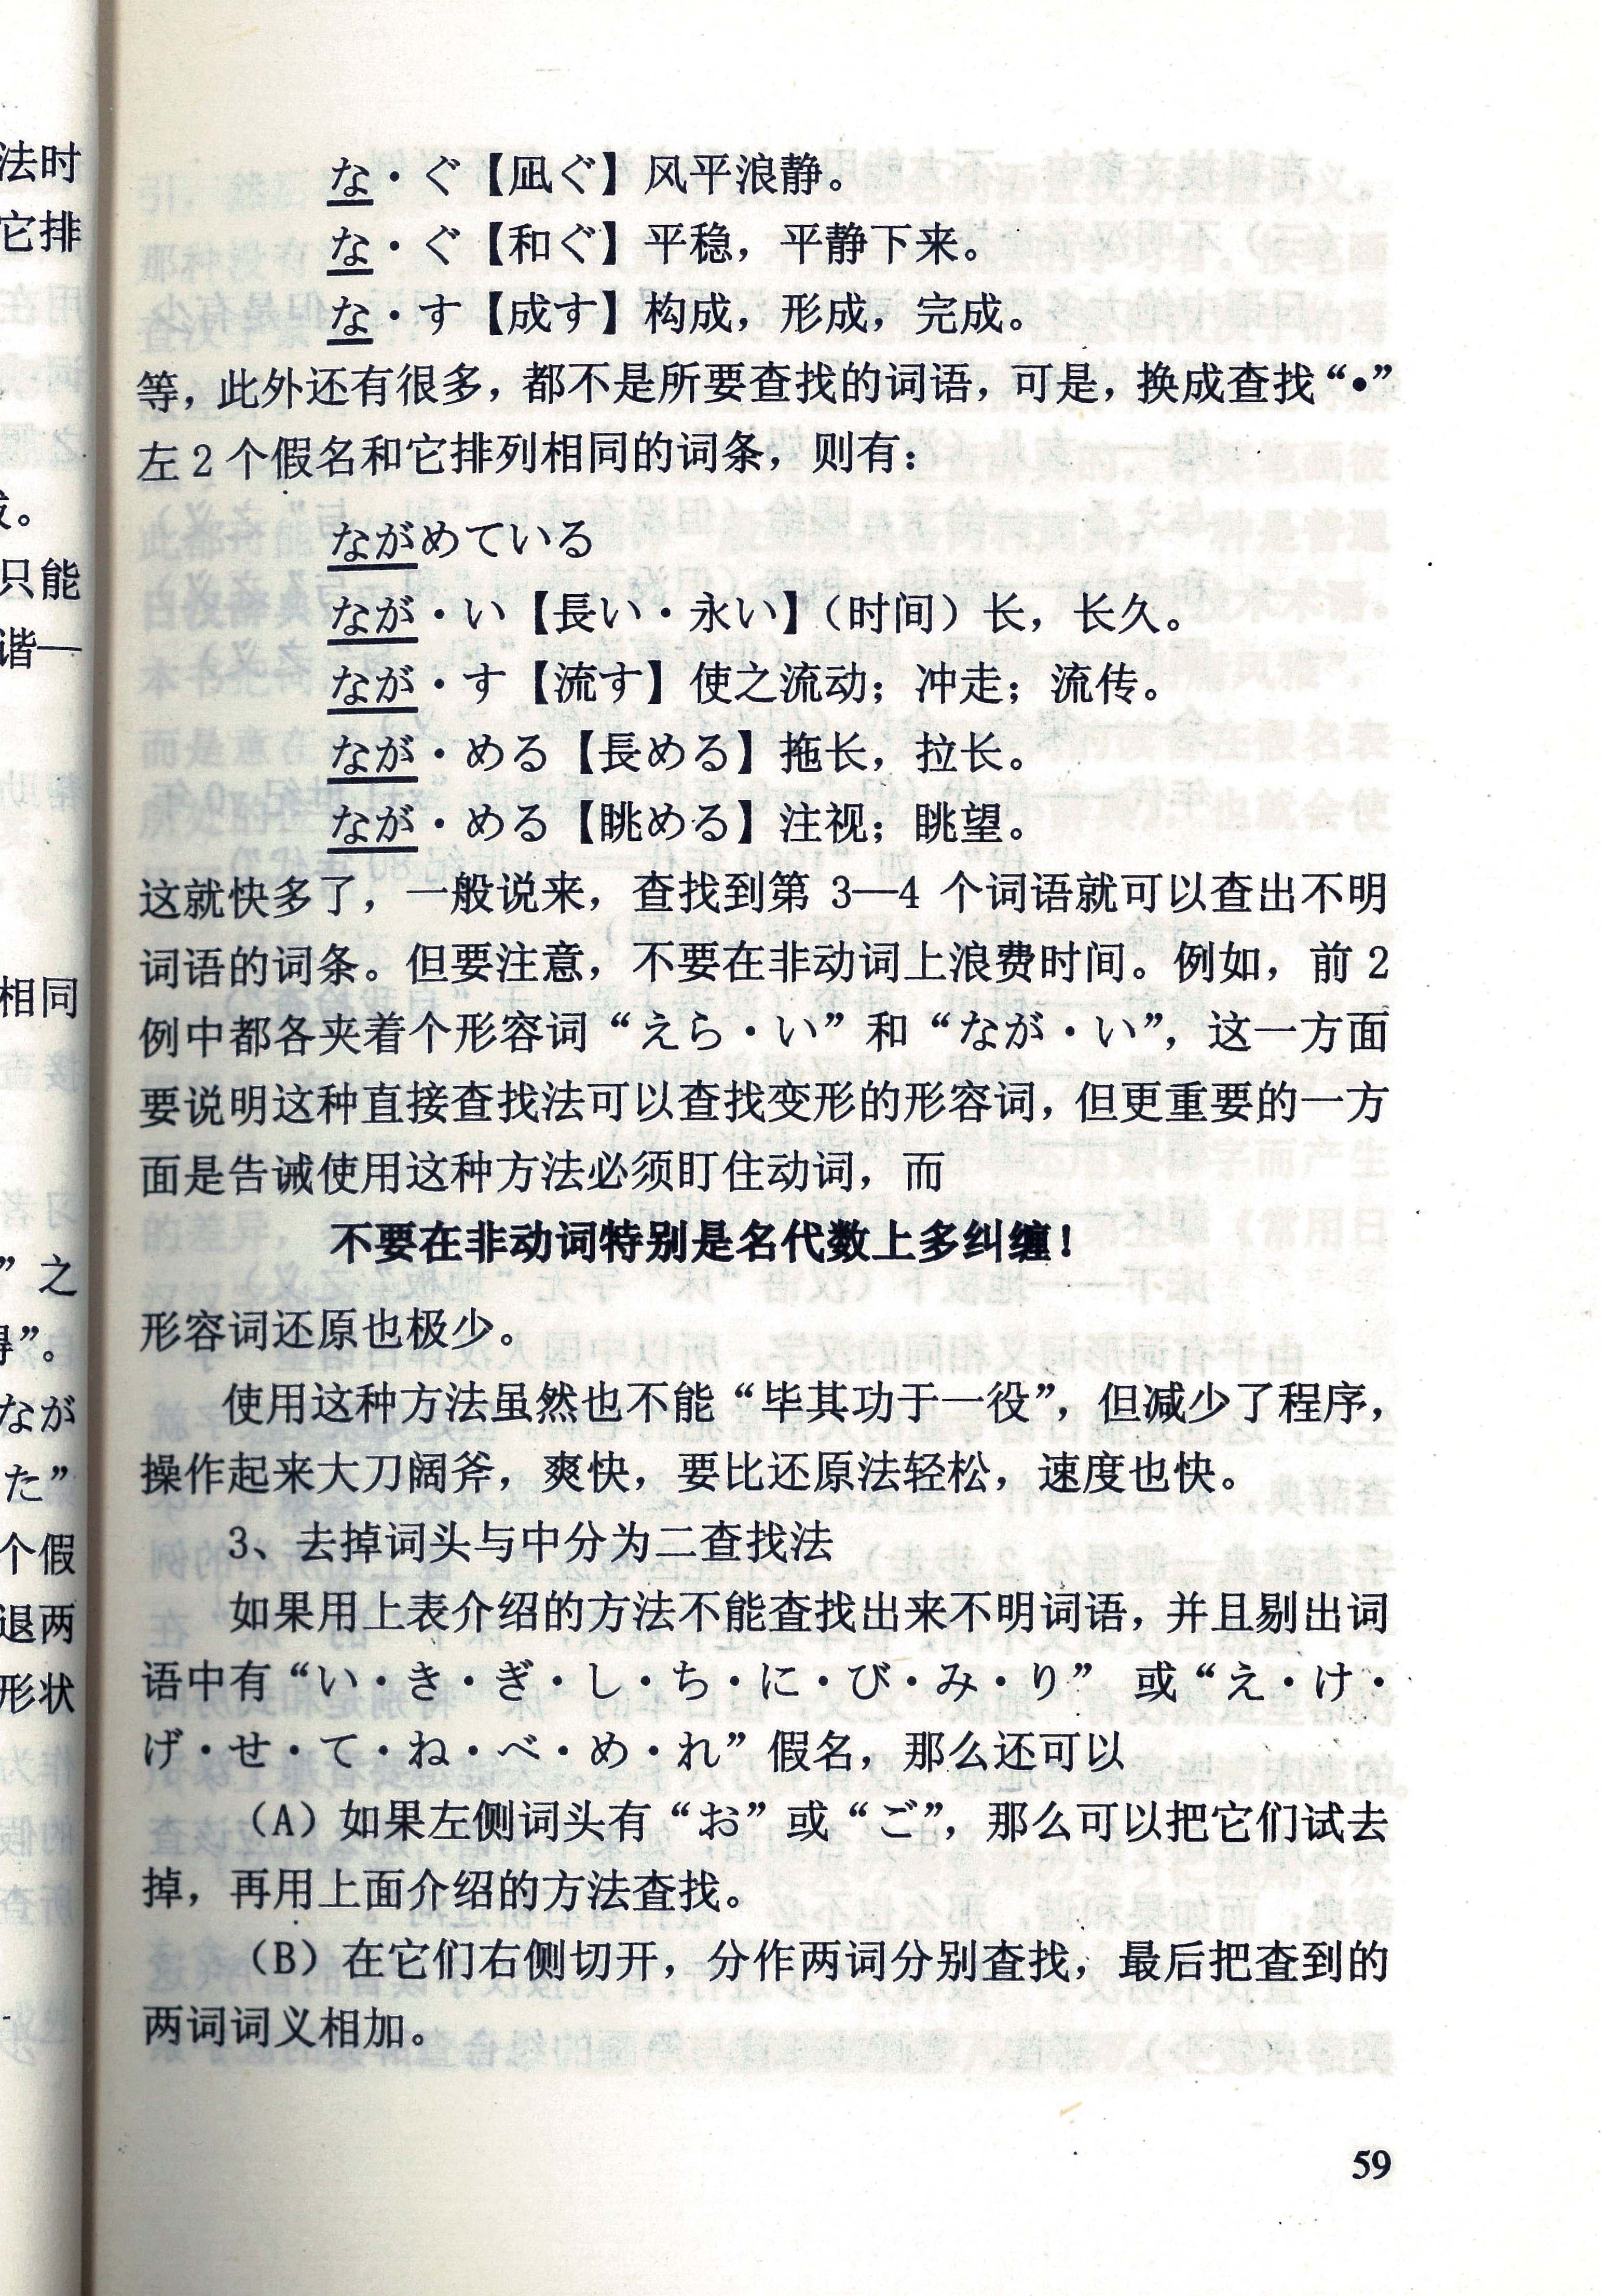 な・ぐ【凪ぐ】风平浪静。
な・ぐ【和ぐ】平稳，平静下来。
な・す【成す】构成，形成，完成。
等，此外还有很多，都不是所要查找的词语，可是，换成查找“•”
左2个假名和它排列相同的词条，则有：
ながめている
なが・い【長い・永い】（时间）长，长久。
なが・す【流す】使之流动；冲走；流传。
なが・める【長める】拖长，拉长。
なが・める【眺める】注视；眺望。
这就快多了，一般说来，查找到第 3—4 个词语就可以查出不明
词语的词条。但要注意，不要在非动词上浪费时间。例如，前2
例中都各夹着个形容词“えら・い”和“なが・い”，这一方面
要说明这种直接查找法可以查找变形的形容词，但更重要的一方
面是告诫使用这种方法必须盯住动词，而
不要在非动词特别是名代数上多纠缠！
形容词还原也极少。
使用这种方法虽然也不能“毕其功于一役”，但减少了程序，
操作起来大刀阔斧，爽快，要比还原法轻松，速度也快。
3、去掉词头与中分为二查找法
如果用上表介绍的方法不能查找出来不明词语，并且剔出词
语中有“い・き・ぎ・し・ち・に・び・み・り” 或“え・け・
げ・せ・て・ね・べ・め・れ”假名，那么还可以
（A）如果左侧词头有“お”或“ご”，那么可以把它们试去
掉，再用上面介绍的方法查找。
（B）在它们右侧切开，分作两词分别查找，最后把查到的
两词词义相加。
59
法时
它排
。
只能
谐一
相同
”之
得”。
なが
た”
个假
退两
形状